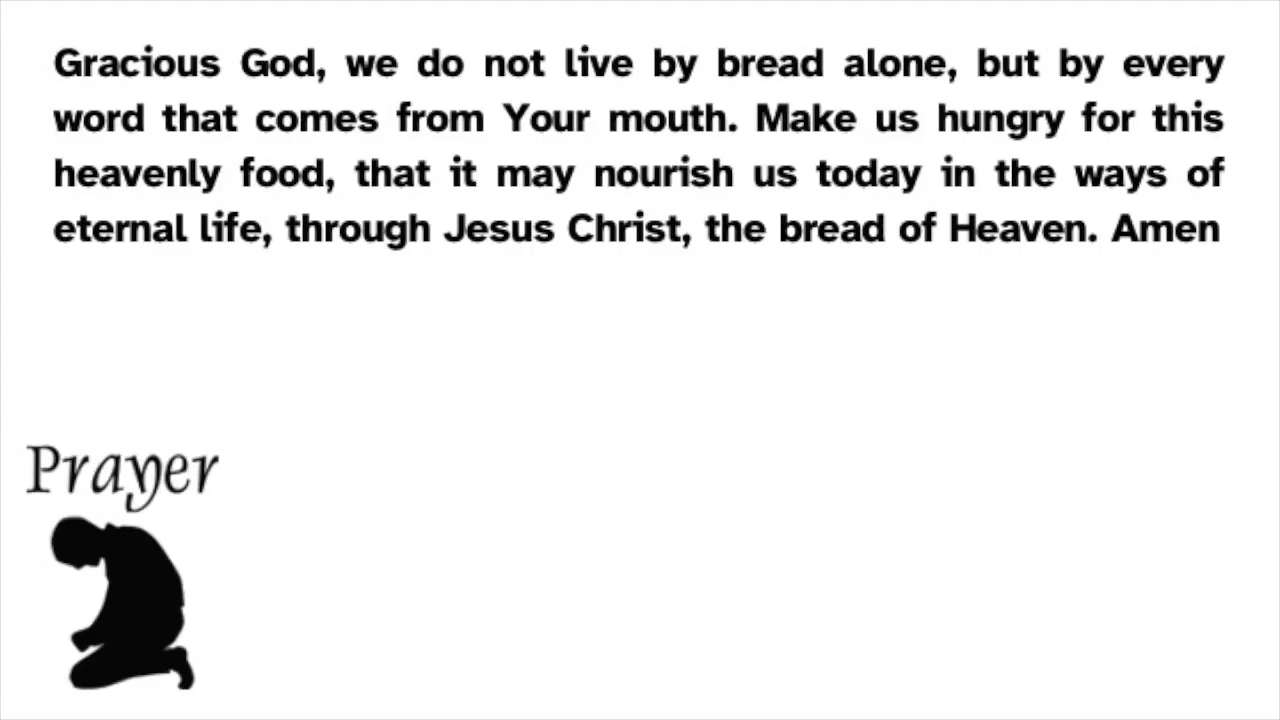 Gracious God, we do not live by bread alone, but by every
word that comes from Your mouth. Make us hungry for this
heavenly food, that it may nourish us today in the ways of
eternal life, through Jesus Christ, the bread of Heaven. Amen
Prayer